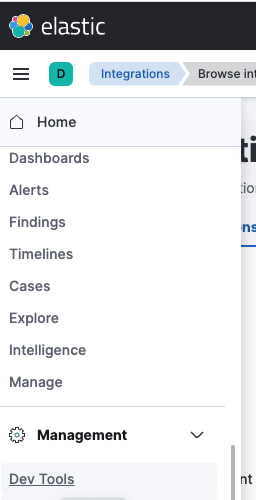 elastic
D Integrations Browse int
Home
Dashboards
Alerts
Findings
Timelines
Cases
Explore
Intelligence
Manage
Management
Dev Tools